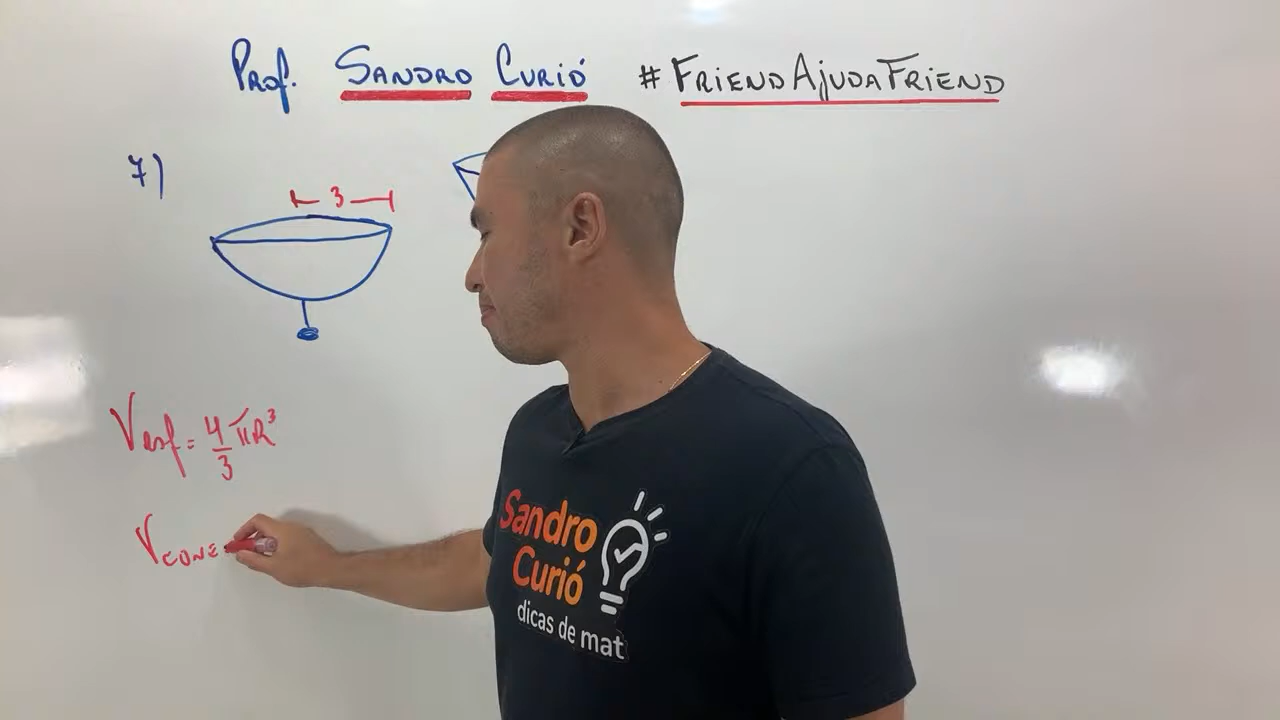 Prof. Sandro Curió #FriendAjudaFriend
7)
3
Vesf = 4/3 πR³
Vcone
Sandro
Curió
dicas de mat